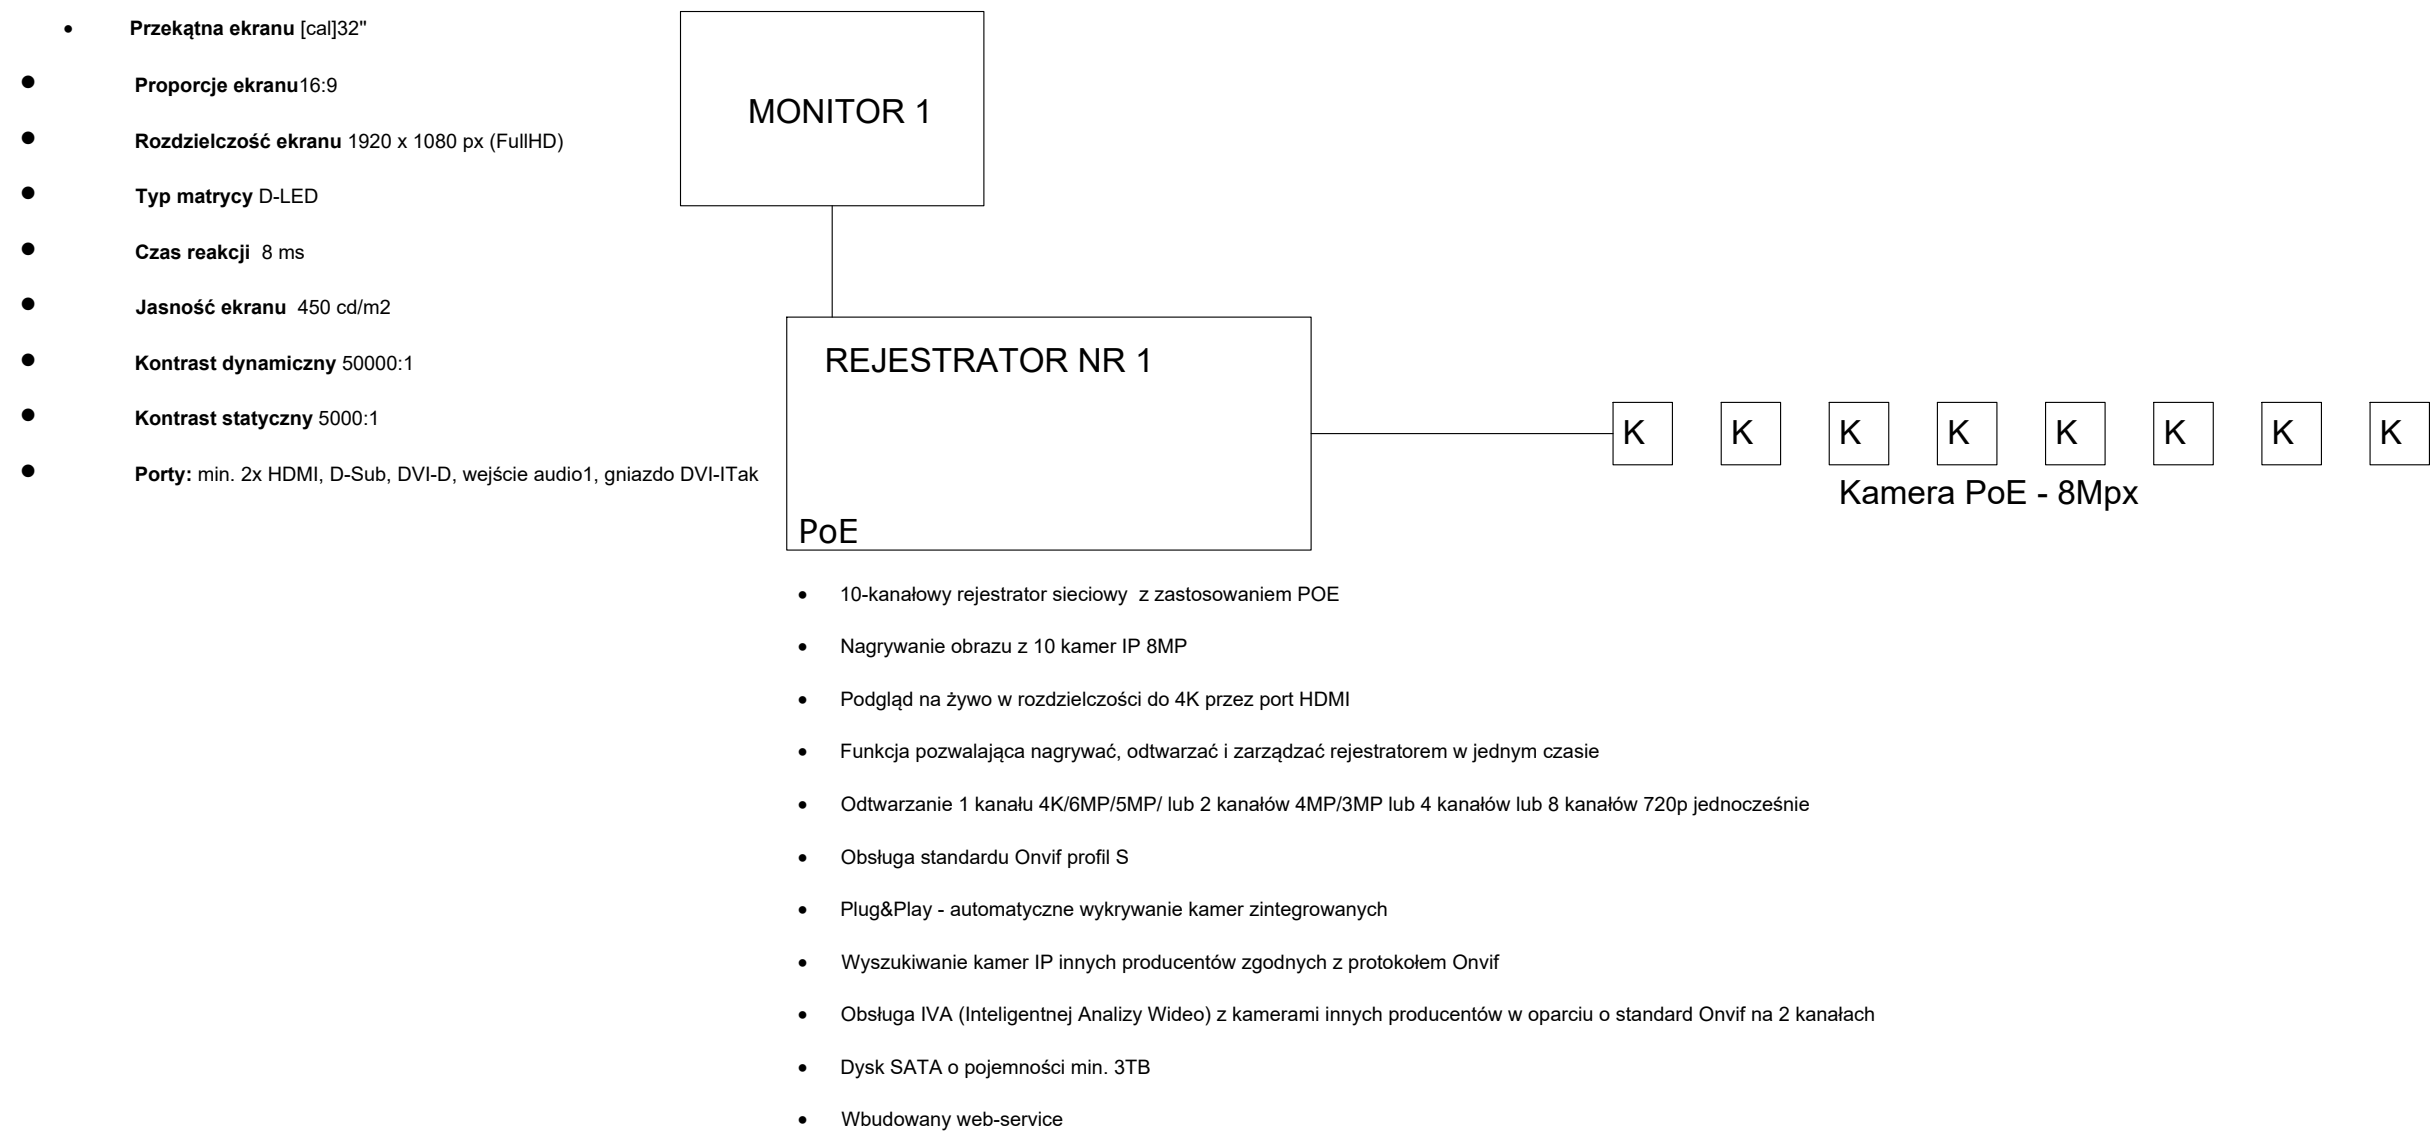 • Przekątna ekranu [cal]32"
• Proporcje ekranu16:9
• Rozdzielczość ekranu 1920 x 1080 px (FullHD)
• Typ matrycy D-LED
• Czas reakcji 8 ms
• Jasność ekranu 450 cd/m2
• Kontrast dynamiczny 50000:1
• Kontrast statyczny 5000:1
• Porty: min. 2x HDMI, D-Sub, DVI-D, wejście audio1, gniazdo DVI-ITak
MONITOR 1
REJESTRATOR NR 1
PoE
K K K K K K K K
Kamera PoE - 8Mpx
• 10-kanałowy rejestrator sieciowy z zastosowaniem POE
• Nagrywanie obrazu z 10 kamer IP 8MP
• Podgląd na żywo w rozdzielczości do 4K przez port HDMI
• Funkcja pozwalająca nagrywać, odtwarzać i zarządzać rejestratorem w jednym czasie
• Odtwarzanie 1 kanału 4K/6MP/5MP/ lub 2 kanałów 4MP/3MP lub 4 kanałów lub 8 kanałów 720p jednocześnie
• Obsługa standardu Onvif profil S
• Plug&Play - automatyczne wykrywanie kamer zintegrowanych
• Wyszukiwanie kamer IP innych producentów zgodnych z protokołem Onvif
• Obsługa IVA (Inteligentnej Analizy Wideo) z kamerami innych producentów w oparciu o standard Onvif na 2 kanałach
• Dysk SATA o pojemności min. 3TB
• Wbudowany web-service